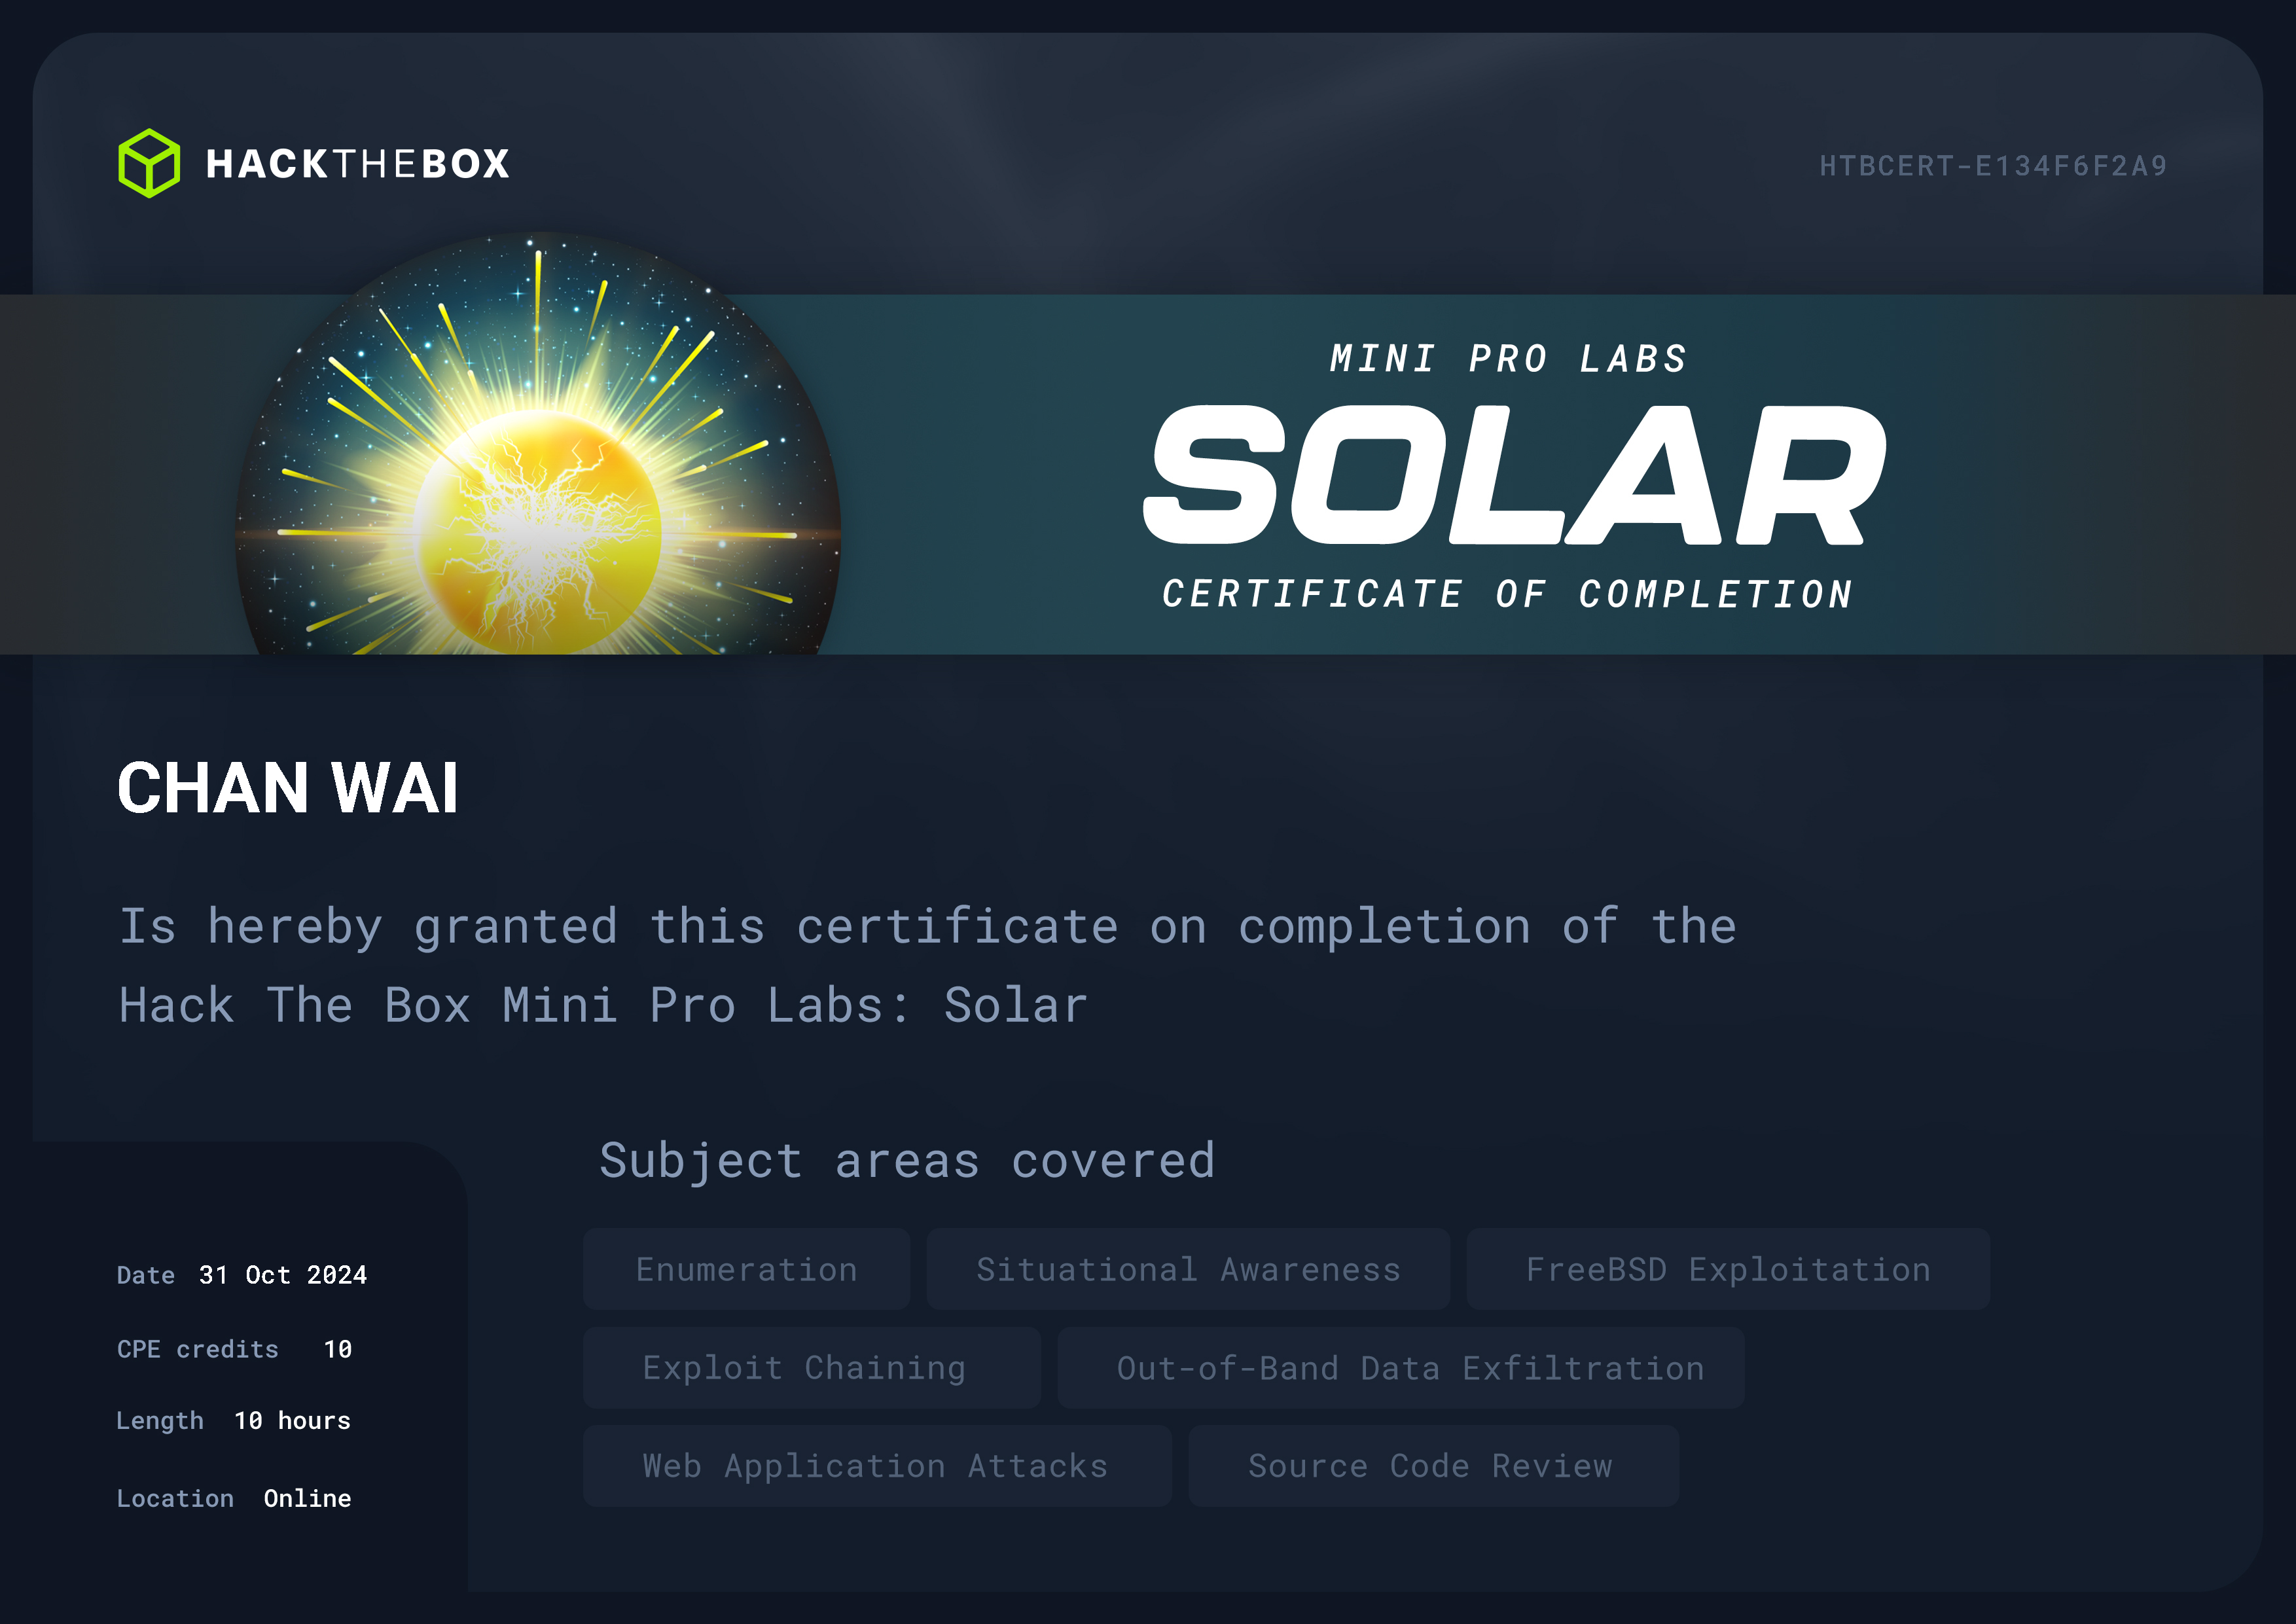 HACKTHEBOX
HTBCERT-E134F6F2A9
MINI PRO LABS
SOLAR
CERTIFICATE OF COMPLETION
CHAN WAI
Is hereby granted this certificate on completion of the
Hack The Box Mini Pro Labs: Solar
Subject areas covered
Enumeration Situational Awareness FreeBSD Exploitation
Exploit Chaining Out-of-Band Data Exfiltration
Web Application Attacks Source Code Review
Date 31 Oct 2024
CPE credits 10
Length 10 hours
Location Online